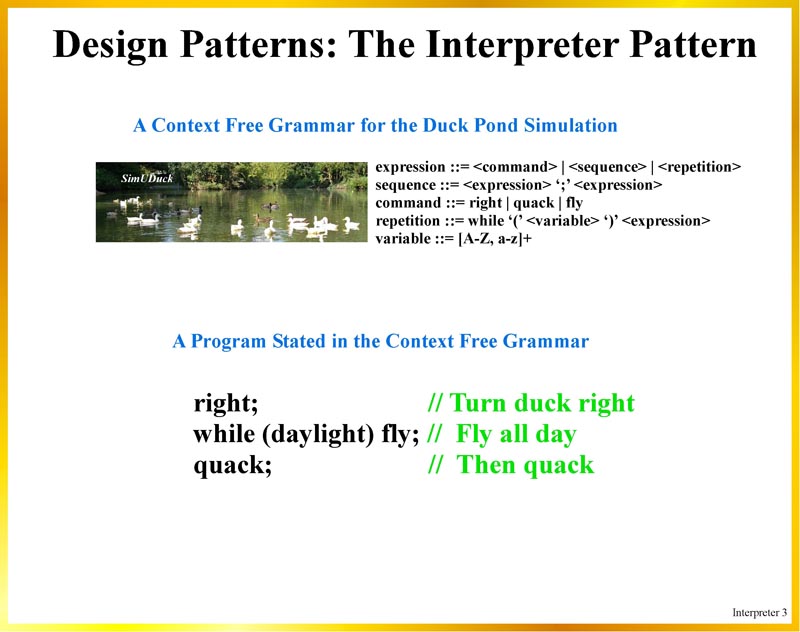 Design Patterns: The Interpreter Pattern
A Context Free Grammar for the Duck Pond Simulation
SimUDuck
expression ::= <command> | <sequence> | <repetition>
sequence ::= <expression> ‘;’ <expression>
command ::= right | quack | fly
repetition ::= while ‘(’ <variable> ‘)’ <expression>
variable ::= [A-Z, a-z]+
A Program Stated in the Context Free Grammar
right; // Turn duck right
while (daylight) fly; // Fly all day
quack; // Then quack
Interpreter 3